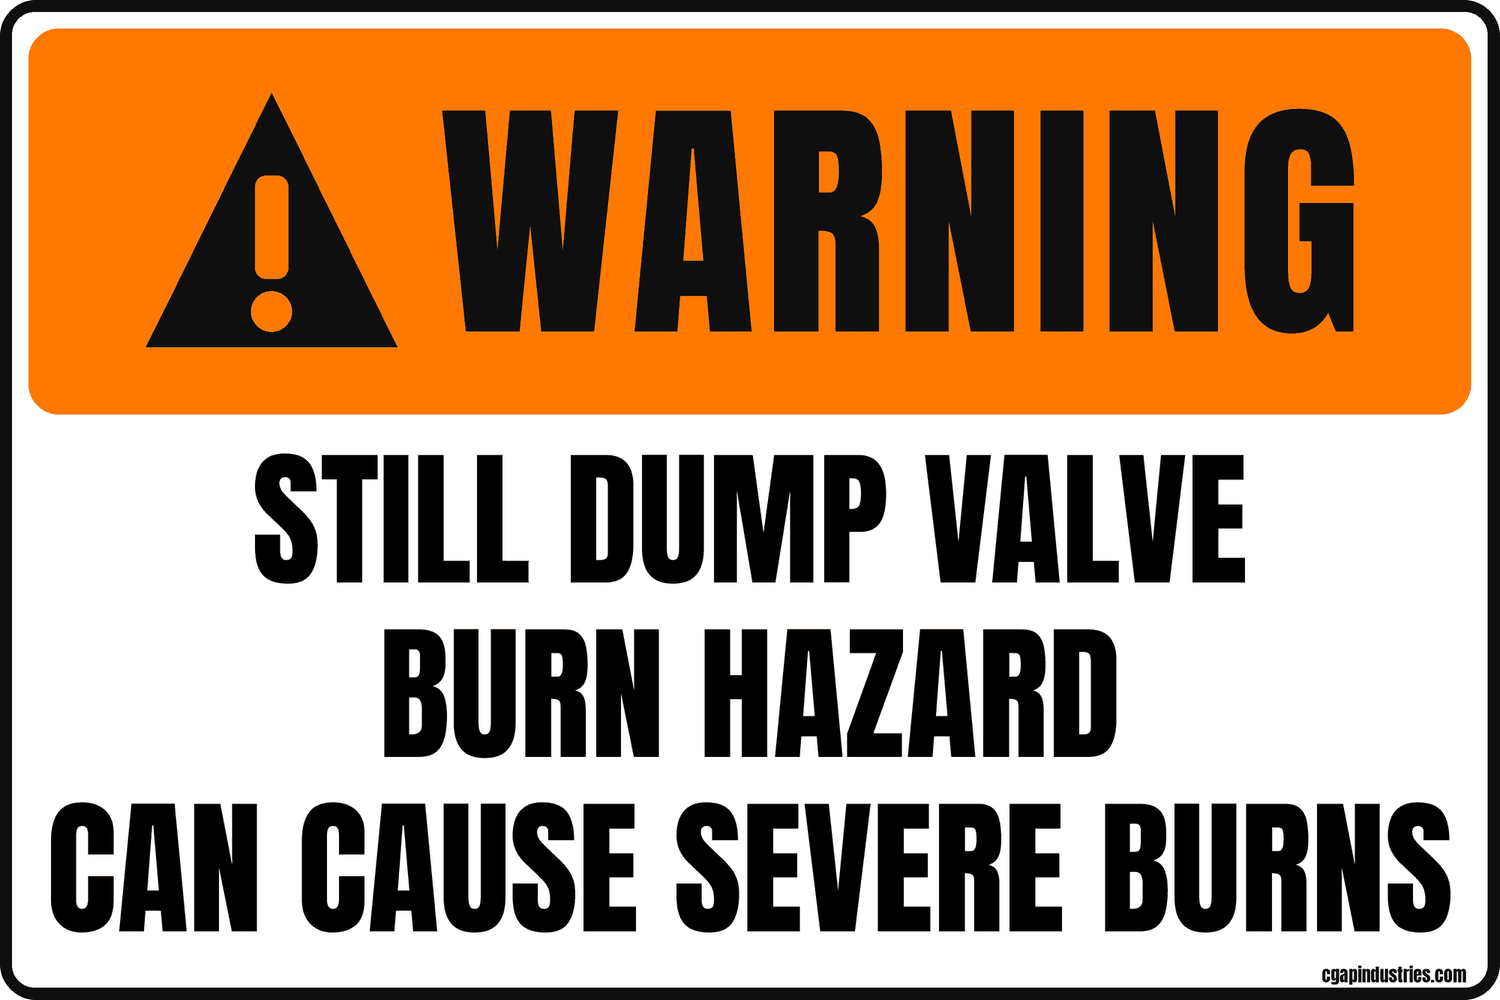 WARNING
STILL DUMP VALVE
BURN HAZARD
CAN CAUSE SEVERE BURNS
cgapindustries.com